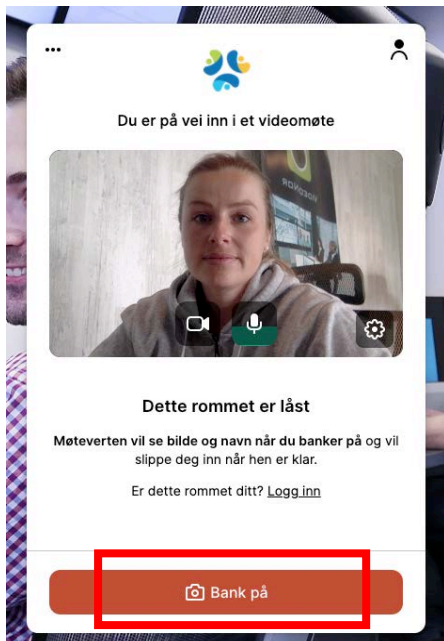 Du er på vei inn i et videomøte
Dette rommet er låst
Møteverten vil se bilde og navn når du banker på og vil
slippe deg inn når hen er klar.
Er dette rommet ditt? Logg inn
Bank på